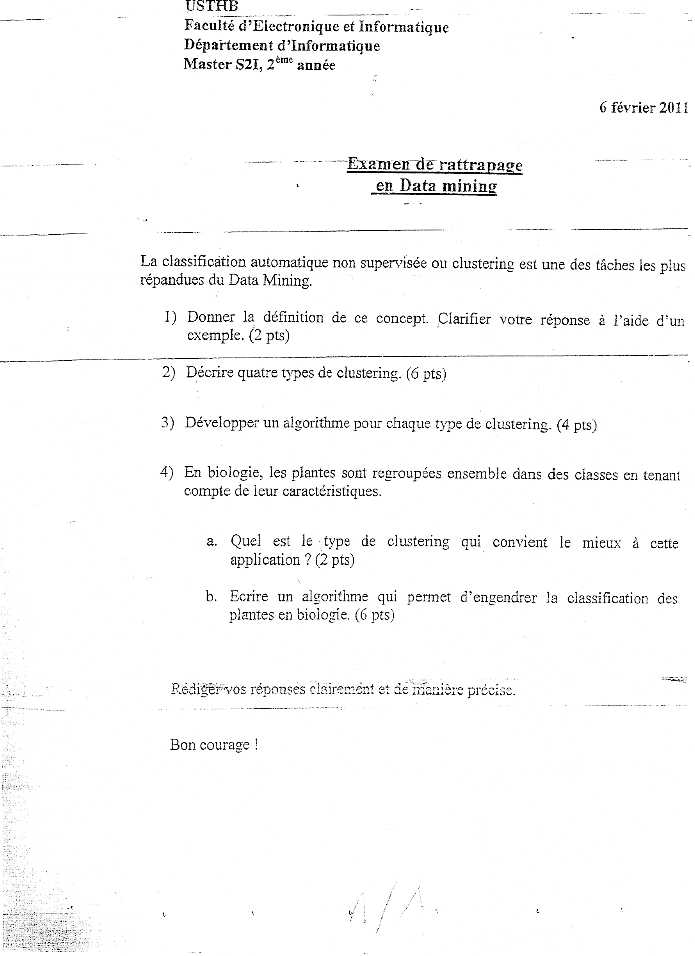 USTHB
Faculté d'Electronique et Informatique
Département d'Informatique
Master S2I, 2ème année
6 février 2011
Examen de rattrapage
en Data mining
La classification automatique non supervisée ou clustering est une des tâches les plus
répandues du Data Mining.
1) Donner la définition de ce concept. Clarifier votre réponse à l'aide d'un
exemple. (2 pts)
2) Décrire quatre types de clustering. (6 pts)
3) Développer un algorithme pour chaque type de clustering. (4 pts)
4) En biologie, les plantes sont regroupées ensemble dans des classes en tenant
compte de leur caractéristiques.
a. Quel est le type de clustering qui convient le mieux à cette
application ? (2 pts)
b. Ecrire un algorithme qui permet d'engendrer la classification des
plantes en biologie. (6 pts)
Rédiger vos réponses clairement et de manière précise.
Bon courage !
1/1.